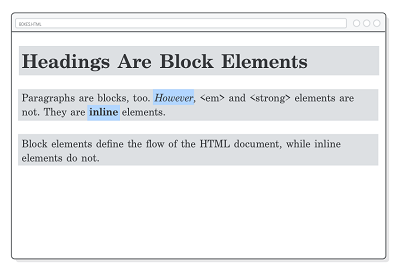 BOXES.HTML
Headings Are Block Elements
Paragraphs are blocks, too. However, <em> and <strong> elements are
not. They are inline elements.
Block elements define the flow of the HTML document, while inline
elements do not.